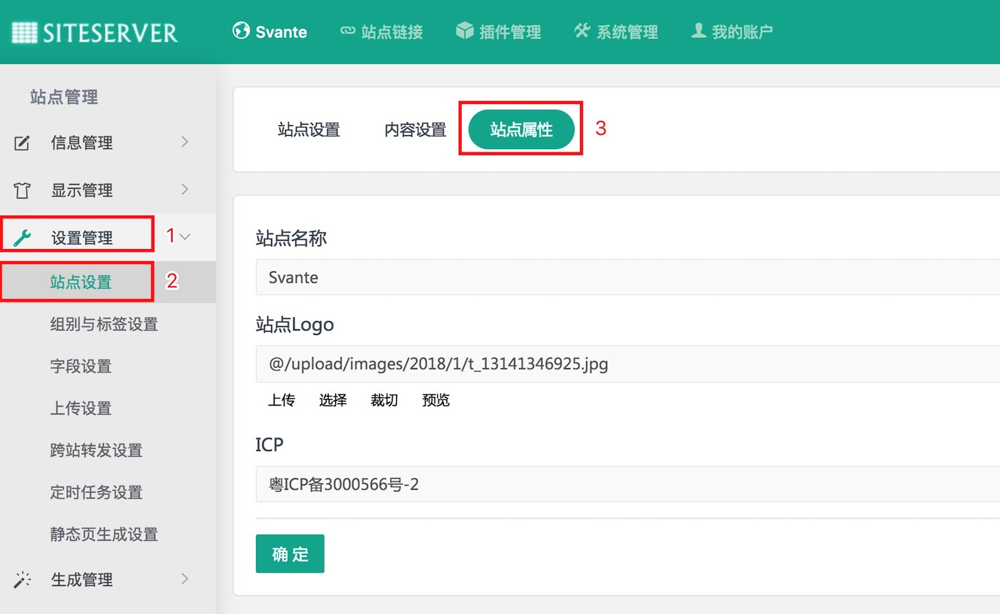 SITESERVER
Svante 站点链接 插件管理 系统管理 我的账户
站点管理
信息管理
显示管理
设置管理 1
站点设置 2
组别与标签设置
字段设置
上传设置
跨站转发设置
定时任务设置
静态页生成设置
生成管理
站点设置 内容设置 站点属性 3
站点名称
Svante
站点Logo
@/upload/images/2018/1/t_13141346925.jpg
上传 选择 裁切 预览
ICP
粤ICP备3000566号-2
确 定